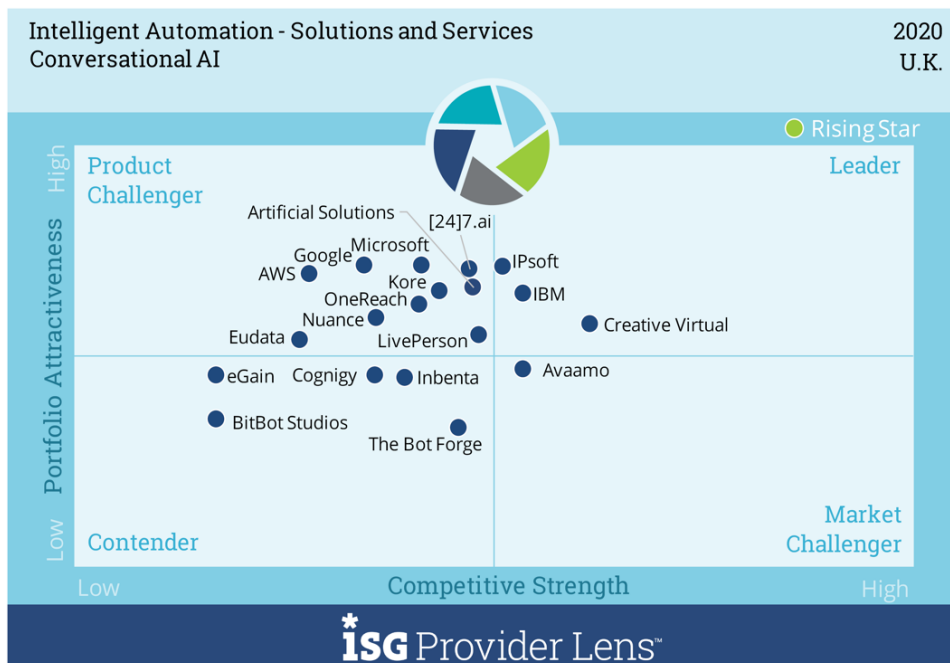 Intelligent Automation - Solutions and Services
Conversational AI
2020
U.K.
Rising Star
High
Product
Challenger
Leader
Artificial Solutions
[24]7.ai
Microsoft
Google
IPsoft
AWS
Kore
IBM
OneReach
Nuance
Creative Virtual
Eudata
LivePerson
Portfolio Attractiveness
eGain
Cognigy
Inbenta
Avaamo
BitBot Studios
The Bot Forge
Low
Contender
Market
Challenger
Low
Competitive Strength
High
*ISG Provider Lens™